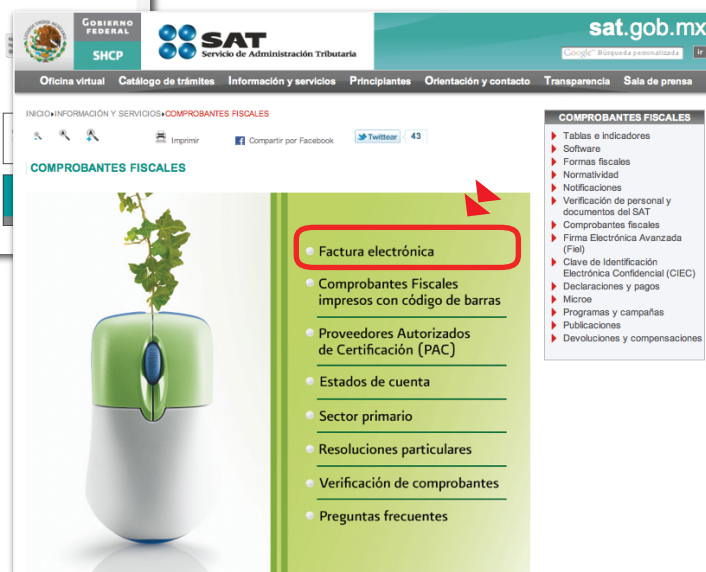 GOBIERNO
FEDERAL
SHCP
SAT
Servicio de Administración Tributaria
sat.gob.mx
Google Búsqueda personalizada
ir
Oficina virtual Catálogo de trámites Información y servicios Principiantes Orientación y contacto Transparencia Sala de prensa
INICIO▸INFORMACIÓN Y SERVICIOS▸COMPROBANTES FISCALES
Imprimir Compartir por Facebook Twittear 43
COMPROBANTES FISCALES
Factura electrónica
Comprobantes Fiscales
impresos con código de barras
Proveedores Autorizados
de Certificación (PAC)
Estados de cuenta
Sector primario
Resoluciones particulares
Verificación de comprobantes
Preguntas frecuentes
COMPROBANTES FISCALES
Tablas e indicadores
Software
Formas fiscales
Normatividad
Notificaciones
Verificación de personal y
documentos del SAT
Comprobantes fiscales
Firma Electrónica Avanzada
(Fiel)
Clave de Identificación
Electrónica Confidencial (CIEC)
Declaraciones y pagos
Microe
Programas y campañas
Publicaciones
Devoluciones y compensaciones